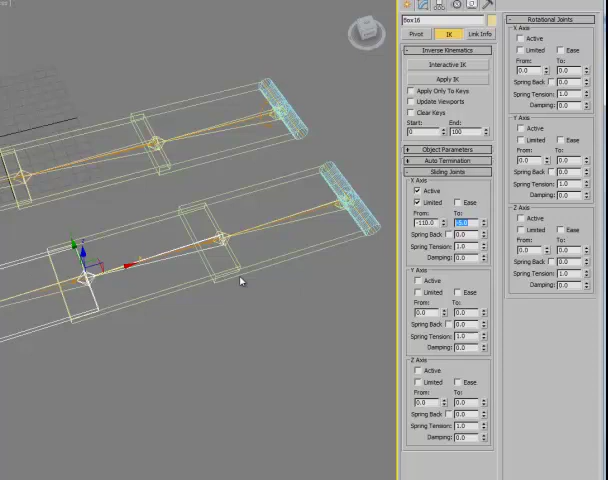 Box16
Pivot IK Link Info
- Inverse Kinematics
Interactive IK
Apply IK
Apply Only To Keys
Update Viewports
Clear Keys
Start: End:
0 100
+ Object Parameters
+ Auto Termination
- Sliding Joints
X Axis
Active
Limited Ease
From: To:
-110.0
Spring Back 0.0
Spring Tension: 1.0
Damping: 0.0
Y Axis
Active
Limited Ease
From: To:
0.0 0.0
Spring Back 0.0
Spring Tension: 1.0
Damping: 0.0
Z Axis
Active
Limited Ease
From: To:
0.0 0.0
Spring Back 0.0
Spring Tension: 1.0
Damping: 0.0
- Rotational Joints
X Axis
Active
Limited Ease
From: To:
0.0 0.0
Spring Back 0.0
Spring Tension: 1.0
Damping: 0.0
Y Axis
Active
Limited Ease
From: To:
0.0 0.0
Spring Back 0.0
Spring Tension: 1.0
Damping: 0.0
Z Axis
Active
Limited Ease
From: To:
0.0 0.0
Spring Back 0.0
Spring Tension: 1.0
Damping: 0.0